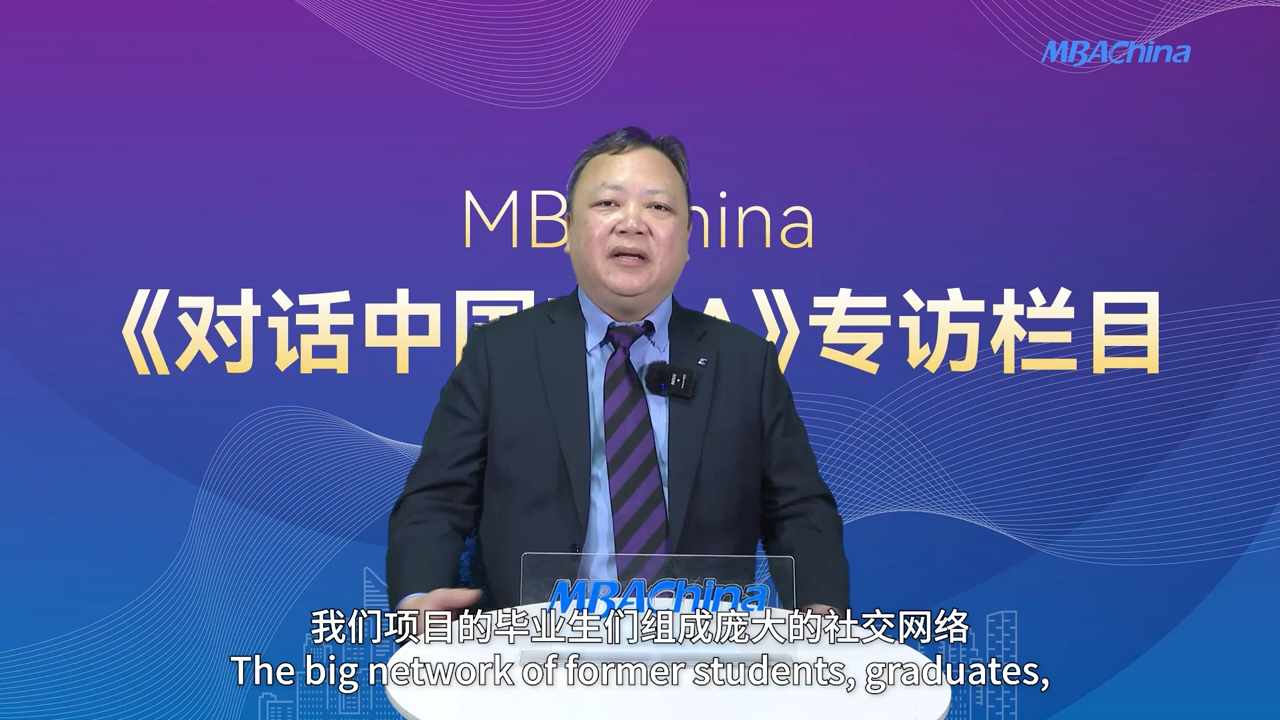 MBAChina
MB hina
《对话中国 A》专访栏目
MBAChina
我们项目的毕业生们组成庞大的社交网络
The big network of former students, graduates,